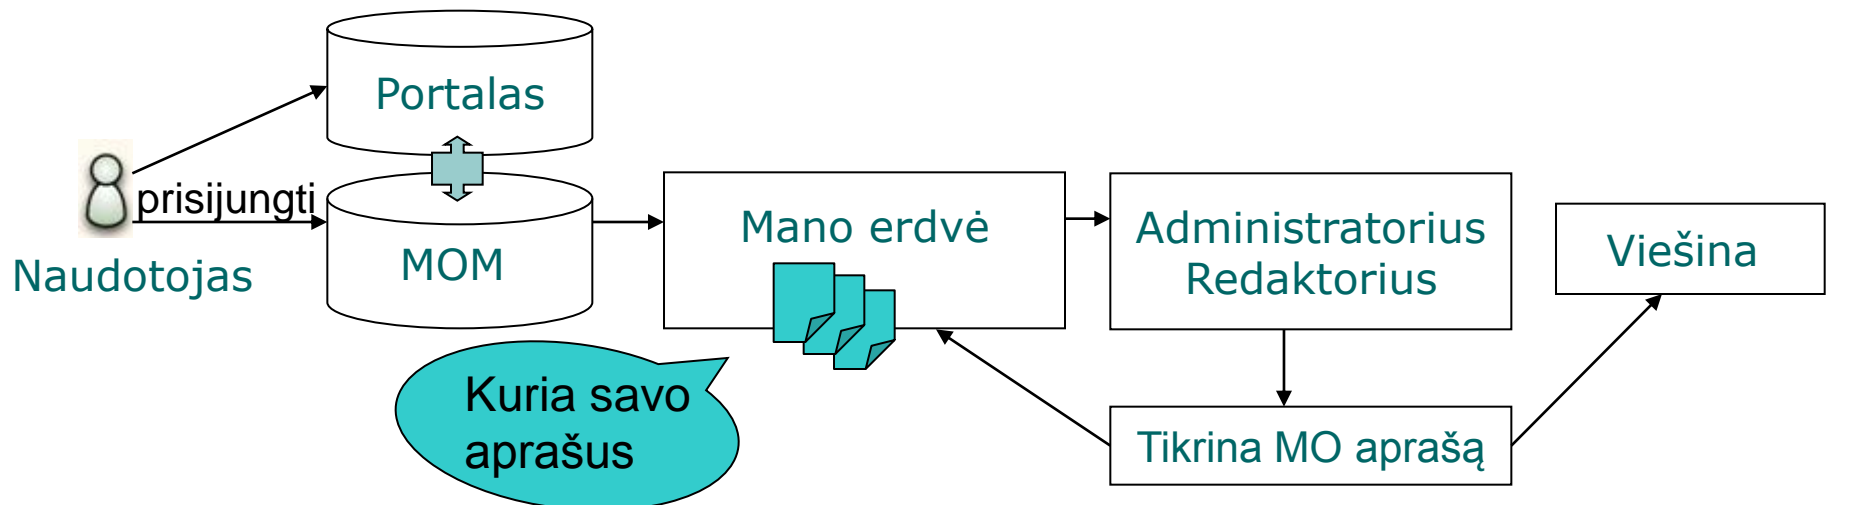 Portalas
prisijungti
Naudotojas
MOM
Mano erdvė
Administratorius
Redaktorius
Viešina
Kuria savo
aprašus
Tikrina MO aprašą